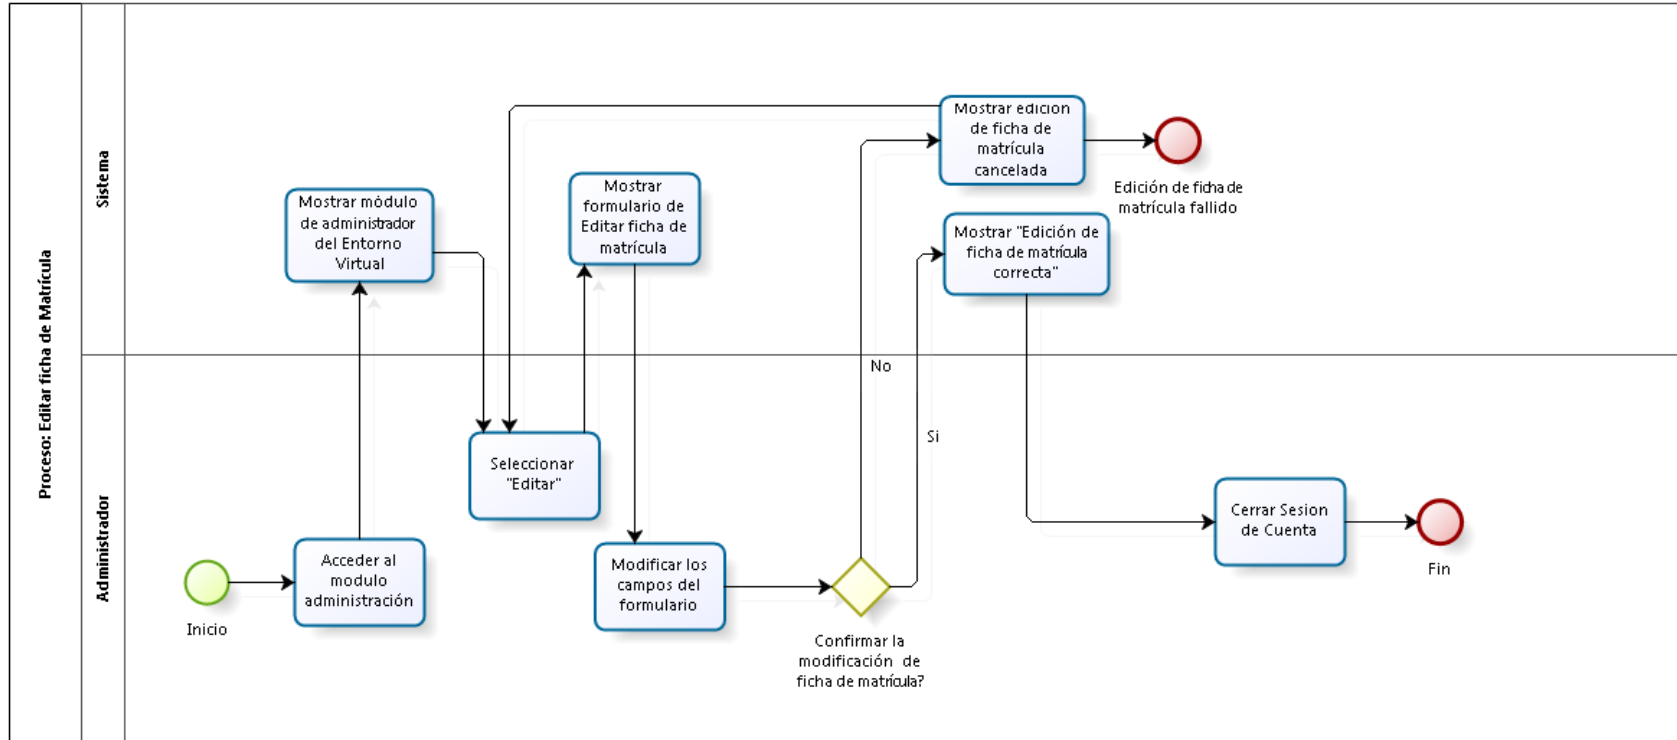 Proceso: Editar ficha de Matrícula
Sistema
Administrador
Inicio
Acceder al
modulo
administración
Mostrar módulo
de administrador
del Entorno
Virtual
Seleccionar
"Editar"
Mostrar
formulario de
Editar ficha de
matrícula
Modificar los
campos del
formulario
Confirmar la
modificación de
ficha de matrícula?
No
Si
Mostrar edición
de ficha de
matrícula
cancelada
Edición de ficha de
matrícula fallido
Mostrar "Edición de
ficha de matrícula
correcta"
Cerrar Sesion
de Cuenta
Fin